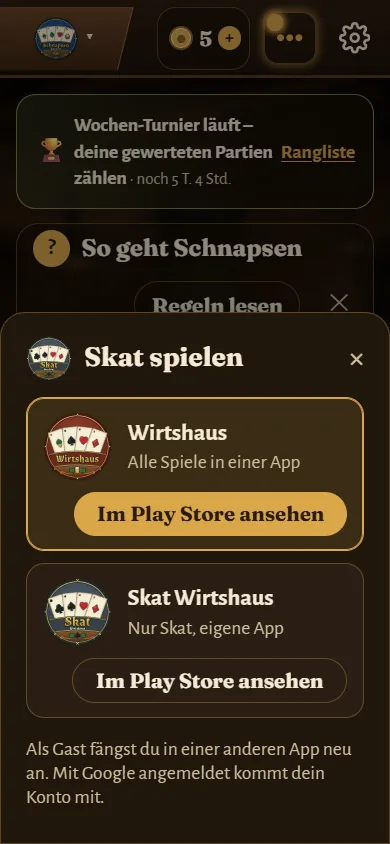 5 +
Wochen-Turnier läuft –
deine gewerteten Partien Rangliste
zählen · noch 5 T. 4 Std.
? So geht Schnapsen
Regeln lesen
Skat spielen
Wirtshaus
Alle Spiele in einer App
Im Play Store ansehen
Skat Wirtshaus
Nur Skat, eigene App
Im Play Store ansehen
Als Gast fängst du in einer anderen App neu
an. Mit Google angemeldet kommt dein
Konto mit.